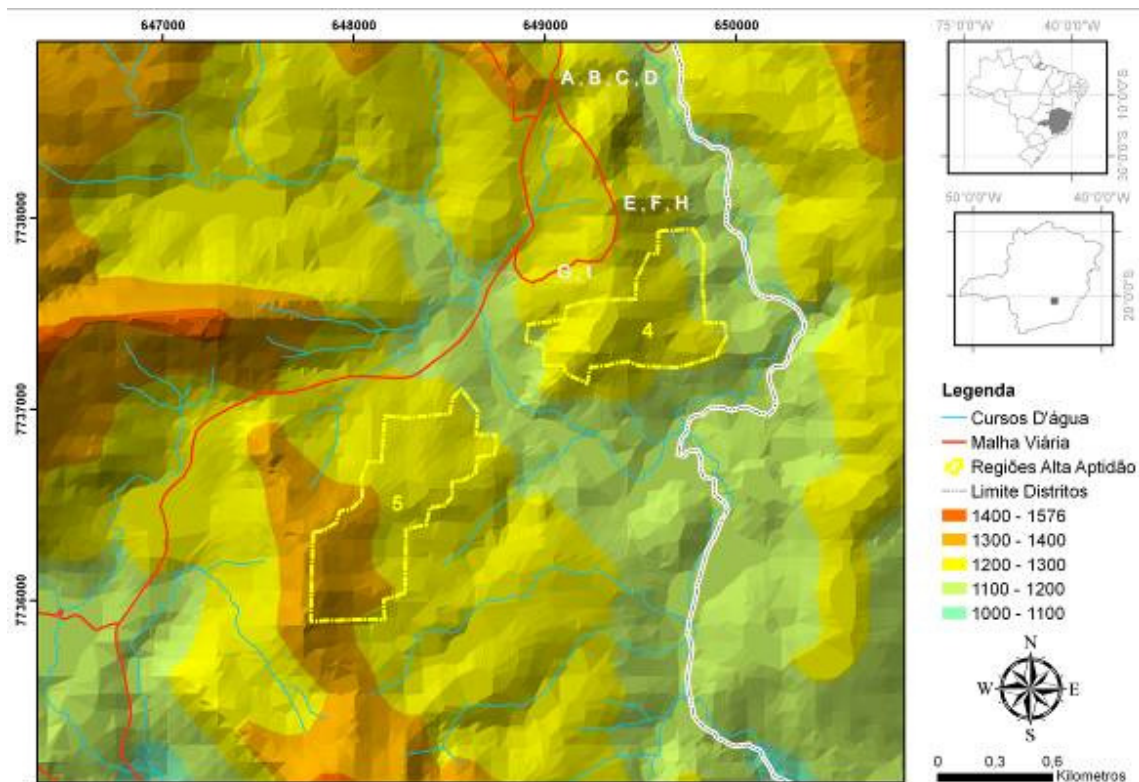 647000 648000 649000 650000
7738000
7737000
7736000
A, B, C, D
E, F, H
G, I
4
5
75°0'0"W 40°0'0"W
10°0'0"S
36°0'0"S
50°0'0"W 40°0'0"W
20°0'0"S
Legenda
Cursos D'água
Malha Viária
Regiões Alta Aptidão
Limite Distritos
1400 - 1576
1300 - 1400
1200 - 1300
1100 - 1200
1000 - 1100
N
W E
S
0 0,3 0,6
Kilometros